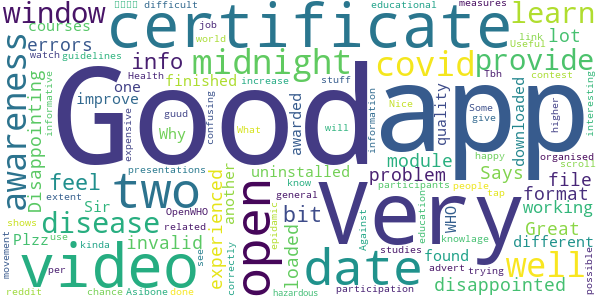 window
certificate
learn
difficult
job
educational
measures
courses
world
Useful
link
lot
errors
info
midnight
covid
provide
watch
guidelines
Health
increase
stuff
Tbh
contest
awareness
Disappointing
informative
improve
finished
one
expensive
Good
app
Very
Why
guud
confusing
awarded
What
will
Nice
information
quality
Some
give
downloaded
higher
interesting
feel
presentations
uninstalled
module
happy
organised
scroll
extent
two
OpenWHO
experienced
another
know
general
participants
problem
education
WHO
people
tap
Says
file
format
Sir
disease
related
open
bit
Against
studies
knowlage
Great
working
movement
Plzz
use
kinda
invalid
see
loaded
epidemic
date
found
different
shows
video
correctly
advert
trying
well
possible
reddit
per
chance
Asibone
done
hazardous
participation
disappointed